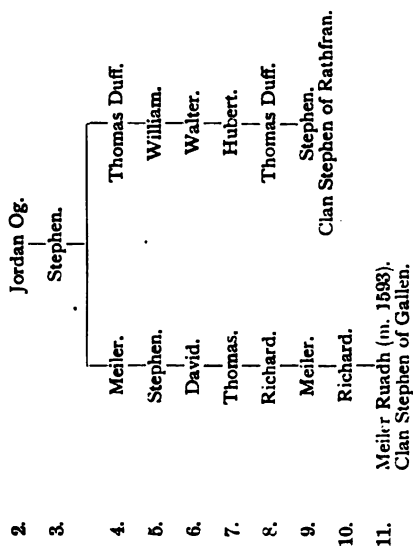 2. Jordan Og.
3. Stephen.
4. Meiler. Thomas Duff.
5. Stephen. William.
6. David. Walter.
7. Thomas. Hubert.
8. Richard. Thomas Duff.
9. Meiler. Stephen.
Clan Stephen of Rathfran.
10. Richard.
11. Meiler Ruadh (m. 1593).
Clan Stephen of Gallen.